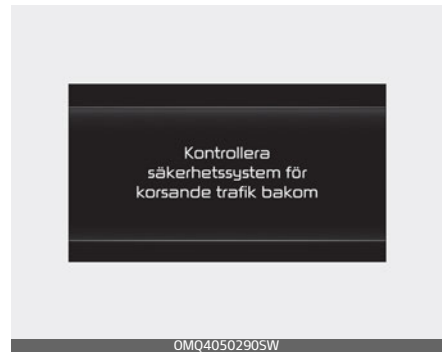 Kontrollera
säkerhetssystem för
korsande trafik bakom
OMQ4050290SW